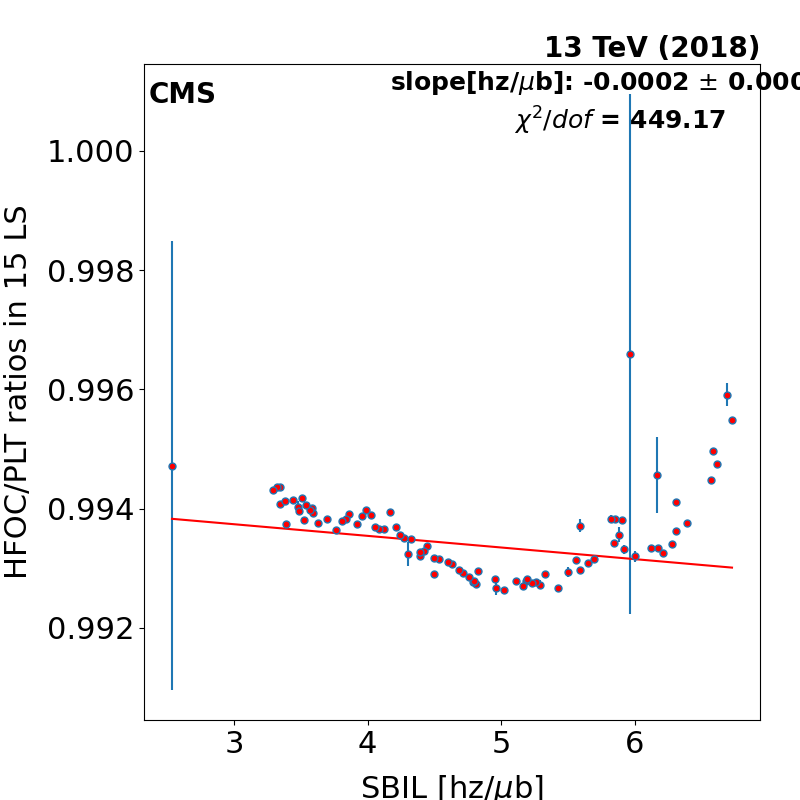 13 TeV (2018)
CMS
slope[hz/μb]: -0.0002 ± 0.000
χ²/dof = 449.17
HFOC/PLT ratios in 15 LS
1.000
0.998
0.996
0.994
0.992
3 4 5 6
SBIL [hz/μb]